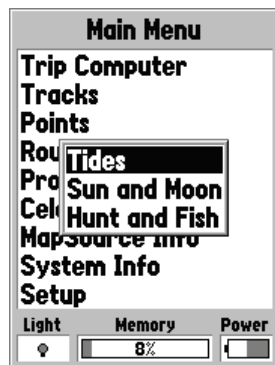 Main Menu
Trip Computer
Tracks
Points
Rou
Tides
Pro
Sun and Moon
Cel
Hunt and Fish
MapSource Info
System Info
Setup
Light Memory Power
8%